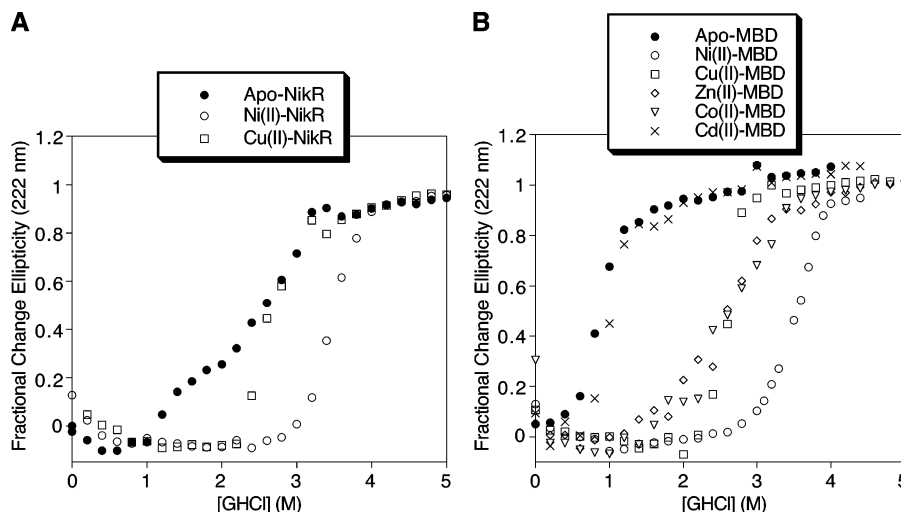 A
Apo-NikR
Ni(II)-NikR
Cu(II)-NikR
Fractional Change Ellipticity (222 nm)
1.2
1
0.8
0.6
0.4
0.2
0
0
1
2
3
4
5
[GHCl] (M)
B
Apo-MBD
Ni(II)-MBD
Cu(II)-MBD
Zn(II)-MBD
Co(II)-MBD
Cd(II)-MBD
Fractional Change Ellipticity (222 nm)
1.2
1
0.8
0.6
0.4
0.2
0
0
1
2
3
4
5
[GHCl] (M)